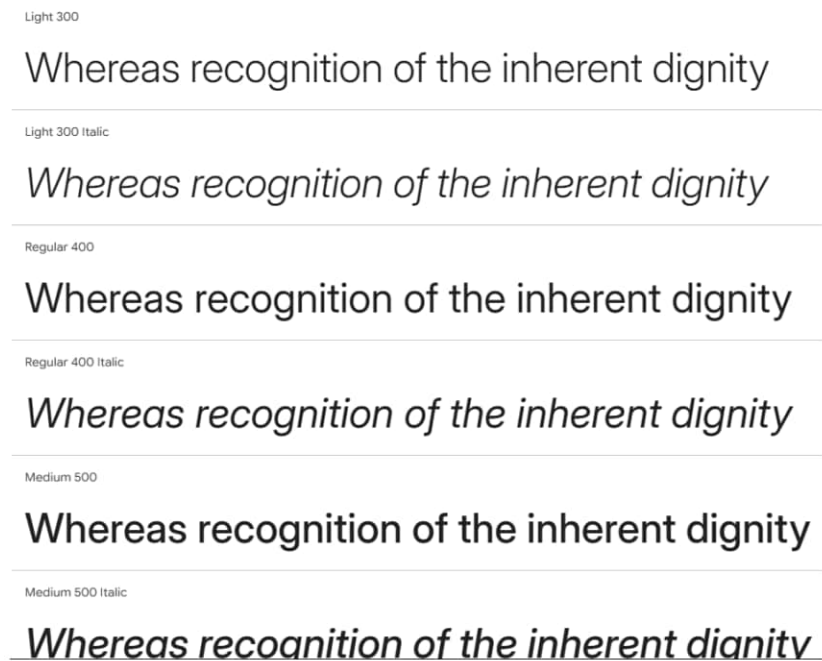 Light 300
Whereas recognition of the inherent dignity
Light 300 Italic
Whereas recognition of the inherent dignity
Regular 400
Whereas recognition of the inherent dignity
Regular 400 Italic
Whereas recognition of the inherent dignity
Medium 500
Whereas recognition of the inherent dignity
Medium 500 Italic
Whereas recognition of the inherent dignity